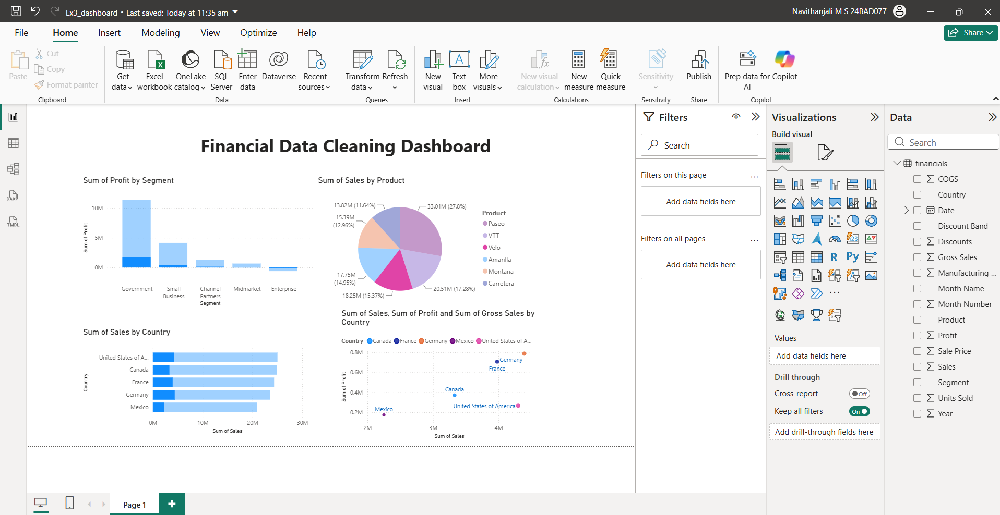 Ex3_dashboard • Last saved: Today at 11:35 am
Navithanjali M S 24BAD077
File Home Insert Modeling View Optimize Help
Share
Paste
Cut
Copy
Format painter
Clipboard
Get data
Excel workbook
OneLake catalog
SQL Server
Enter data
Dataverse
Recent sources
Data
Transform data
Refresh
Queries
New visual
Text box
More visuals
Insert
New visual calculation
New measure
Quick measure
Calculations
Sensitivity
Sensitivity
Publish
Share
Prep data for AI
Copilot
Copilot
DAX
TMDL
Financial Data Cleaning Dashboard
Sum of Profit by Segment
Sum of Profit
10M
5M
0M
Government
Small Business
Channel Partners
Midmarket
Enterprise
Segment
Sum of Sales by Product
13.82M (11.64%)
33.01M (27.8%)
15.39M
(12.96%)
17.75M
(14.95%)
18.25M (15.37%)
20.51M (17.28%)
Product
Paseo
VTT
Velo
Amarilla
Montana
Carretera
Sum of Sales by Country
Country
United States of A...
Canada
France
Germany
Mexico
0M 10M 20M 30M
Sum of Sales
Sum of Sales, Sum of Profit and Sum of Gross Sales by
Country
Country Canada France Germany Mexico United States of A...
Sum of Profit
0.8M
0.6M
0.4M
0.2M
Germany
France
Canada
United States of America
Mexico
2M 3M 4M
Sum of Sales
Page 1
Filters
Search
Filters on this page
...
Add data fields here
Filters on all pages
...
Add data fields here
Visualizations
Build visual
123
R
Py
...
Values
Add data fields here
Drill through
Cross-report
Off
Keep all filters
On
Add drill-through fields here
Data
Search
financials
COGS
Country
Date
Discount Band
Discounts
Gross Sales
Manufacturing ...
Month Name
Month Number
Product
Profit
Sale Price
Sales
Segment
Units Sold
Year